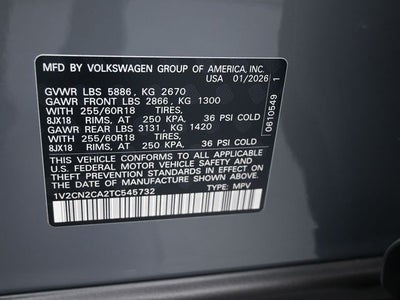 MFD BY VOLKSWAGEN GROUP OF AMERICA, INC.
USA 01/2026
GVWR LBS 5886, KG 2670
GAWR FRONT LBS 2866, KG 1300
WITH 255/60R18 TIRES,
8JX18 RIMS, AT 250 KPA, 36 PSI COLD
GAWR REAR LBS 3131, KG 1420
WITH 255/60R18 TIRES,
8JX18 RIMS, AT 250 KPA, 36 PSI COLD
THIS VEHICLE CONFORMS TO ALL APPLICABLE
U.S. FEDERAL MOTOR VEHICLE SAFETY AND
THEFT PREVENTION STANDARDS IN EFFECT ON THE
DATE OF MANUFACTURE SHOWN ABOVE.
1V2CN2CA2TC545732 TYPE: MPV
0610549 1